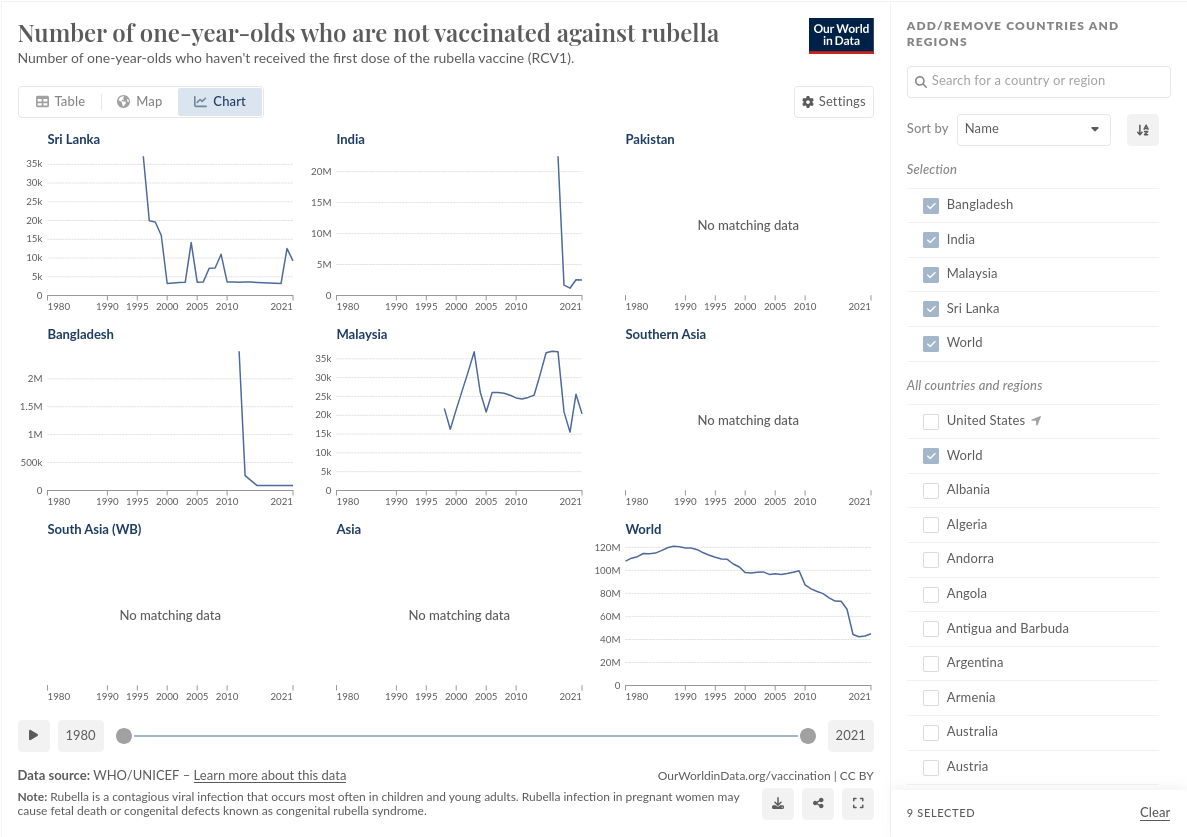 Number of one-year-olds who are not vaccinated against rubella
Number of one-year-olds who haven't received the first dose of the rubella vaccine (RCV1).
Our World
in Data
Table
Map
Chart
Settings
Sri Lanka
35k
30k
25k
20k
15k
10k
5k
0
1980 1990 1995 2000 2005 2010 2021
India
20M
15M
10M
5M
0
1980 1990 1995 2000 2005 2010 2021
Pakistan
No matching data
1980 1990 1995 2000 2005 2010 2021
Bangladesh
2M
1.5M
1M
500k
0
1980 1990 1995 2000 2005 2010 2021
Malaysia
35k
30k
25k
20k
15k
10k
5k
0
1980 1990 1995 2000 2005 2010 2021
Southern Asia
No matching data
1980 1990 1995 2000 2005 2010 2021
South Asia (WB)
No matching data
1980 1990 1995 2000 2005 2010 2021
Asia
No matching data
1980 1990 1995 2000 2005 2010 2021
World
120M
100M
80M
60M
40M
20M
0
1980 1990 1995 2000 2005 2010 2021
1980
2021
Data source: WHO/UNICEF – Learn more about this data
OurWorldinData.org/vaccination | CC BY
Note: Rubella is a contagious viral infection that occurs most often in children and young adults. Rubella infection in pregnant women may
cause fetal death or congenital defects known as congenital rubella syndrome.
ADD/REMOVE COUNTRIES AND
REGIONS
Search for a country or region
Sort by
Name
Selection
Bangladesh
India
Malaysia
Sri Lanka
World
All countries and regions
United States
World
Albania
Algeria
Andorra
Angola
Antigua and Barbuda
Argentina
Armenia
Australia
Austria
9 SELECTED
Clear